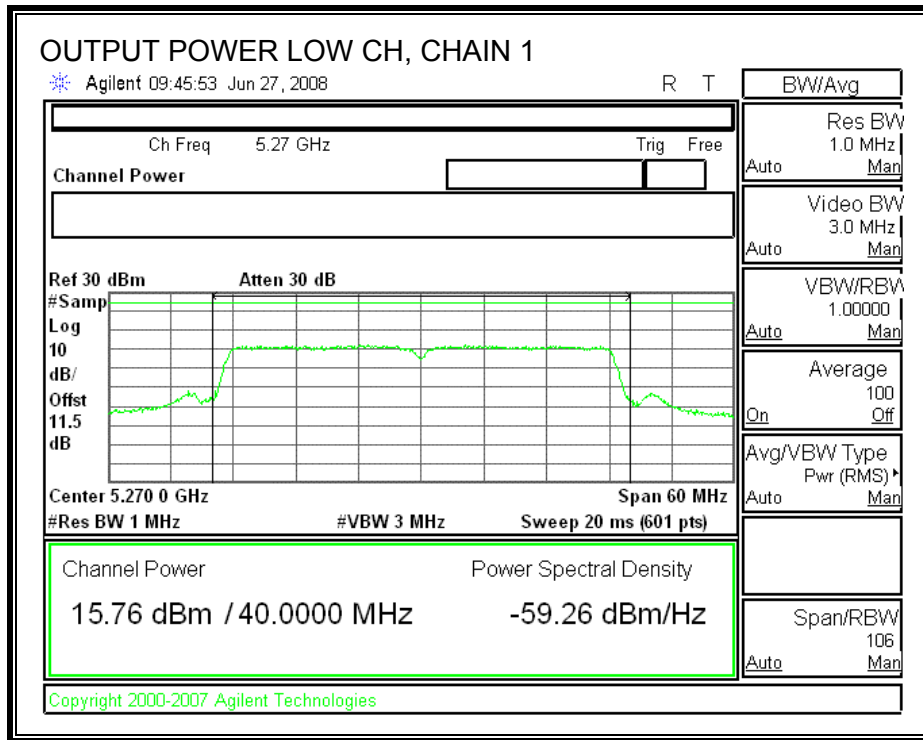 OUTPUT POWER LOW CH, CHAIN 1
Agilent 09:45:53 Jun 27, 2008 R T
Ch Freq 5.27 GHz Trig Free
Channel Power
Ref 30 dBm Atten 30 dB
#Samp
Log
10
dB/
Offst
11.5
dB
Center 5.270 0 GHz Span 60 MHz
#Res BW 1 MHz #VBW 3 MHz Sweep 20 ms (601 pts)
Channel Power Power Spectral Density
15.76 dBm / 40.0000 MHz -59.26 dBm/Hz
Copyright 2000-2007 Agilent Technologies
BW/Avg
Res BW
1.0 MHz
Auto Man
Video BW
3.0 MHz
Auto Man
VBW/RBW
1.00000
Auto Man
Average
100
On Off
Avg/VBW Type
Pwr (RMS)
Auto Man
Span/RBW
106
Auto Man